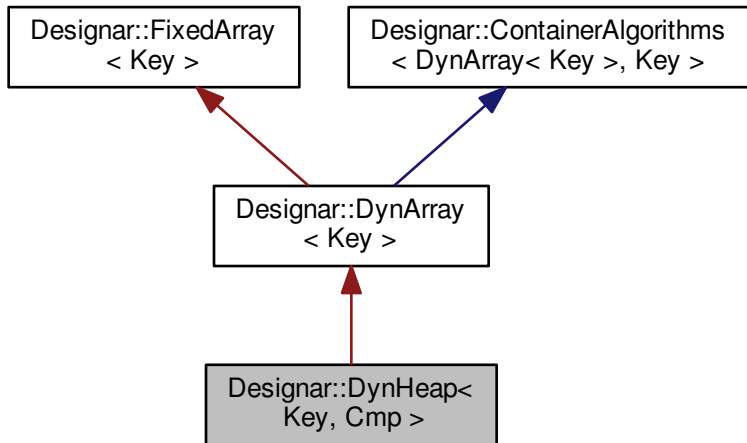 Designar::FixedArray
< Key >
Designar::ContainerAlgorithms
< DynArray< Key >, Key >
Designar::DynArray
< Key >
Designar::DynHeap<
Key, Cmp >